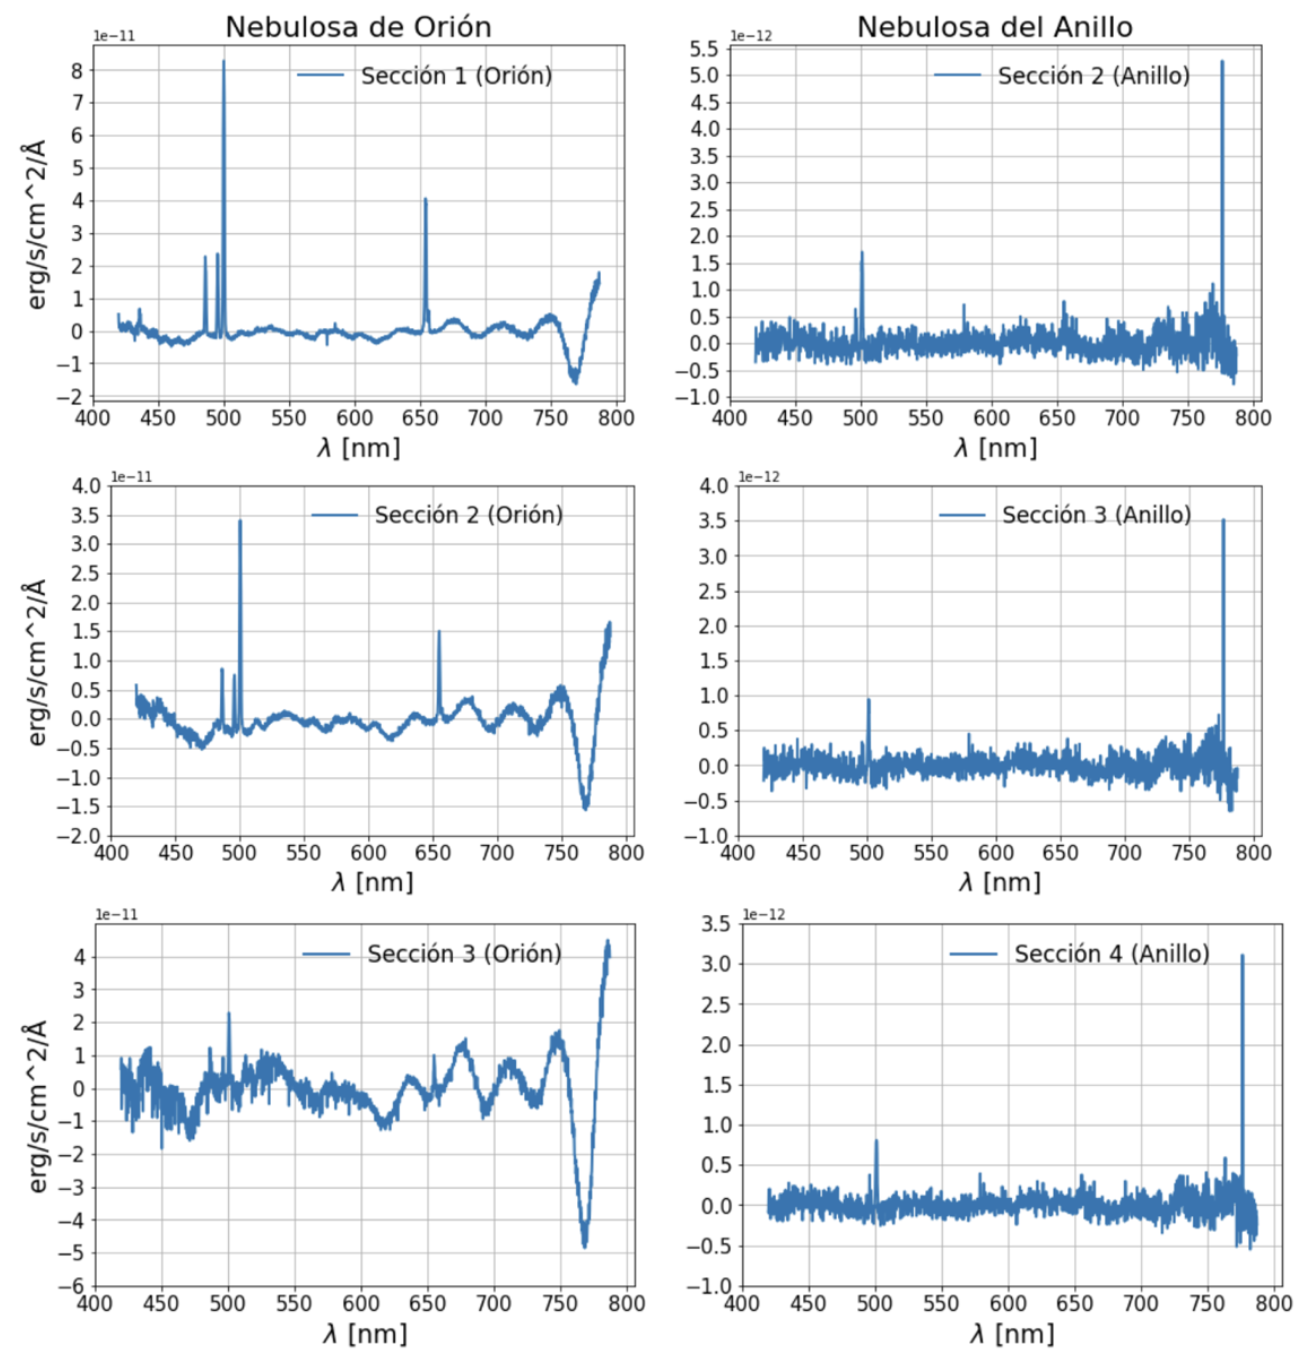 Nebulosa de Orión
1e−11
Sección 1 (Orión)
8
7
6
5
4
3
2
1
0
−1
−2
erg/s/cm^2/Å
400 450 500 550 600 650 700 750 800
λ [nm]
Nebulosa del Anillo
1e−12
Sección 2 (Anillo)
5.5
5.0
4.5
4.0
3.5
3.0
2.5
2.0
1.5
1.0
0.5
0.0
−0.5
−1.0
400 450 500 550 600 650 700 750 800
λ [nm]
1e−11
Sección 2 (Orión)
4.0
3.5
3.0
2.5
2.0
1.5
1.0
0.5
0.0
−0.5
−1.0
−1.5
−2.0
erg/s/cm^2/Å
400 450 500 550 600 650 700 750 800
λ [nm]
1e−12
Sección 3 (Anillo)
4.0
3.5
3.0
2.5
2.0
1.5
1.0
0.5
0.0
−0.5
−1.0
400 450 500 550 600 650 700 750 800
λ [nm]
1e−11
Sección 3 (Orión)
4
3
2
1
0
−1
−2
−3
−4
−5
−6
erg/s/cm^2/Å
400 450 500 550 600 650 700 750 800
λ [nm]
1e−12
Sección 4 (Anillo)
3.5
3.0
2.5
2.0
1.5
1.0
0.5
0.0
−0.5
−1.0
400 450 500 550 600 650 700 750 800
λ [nm]